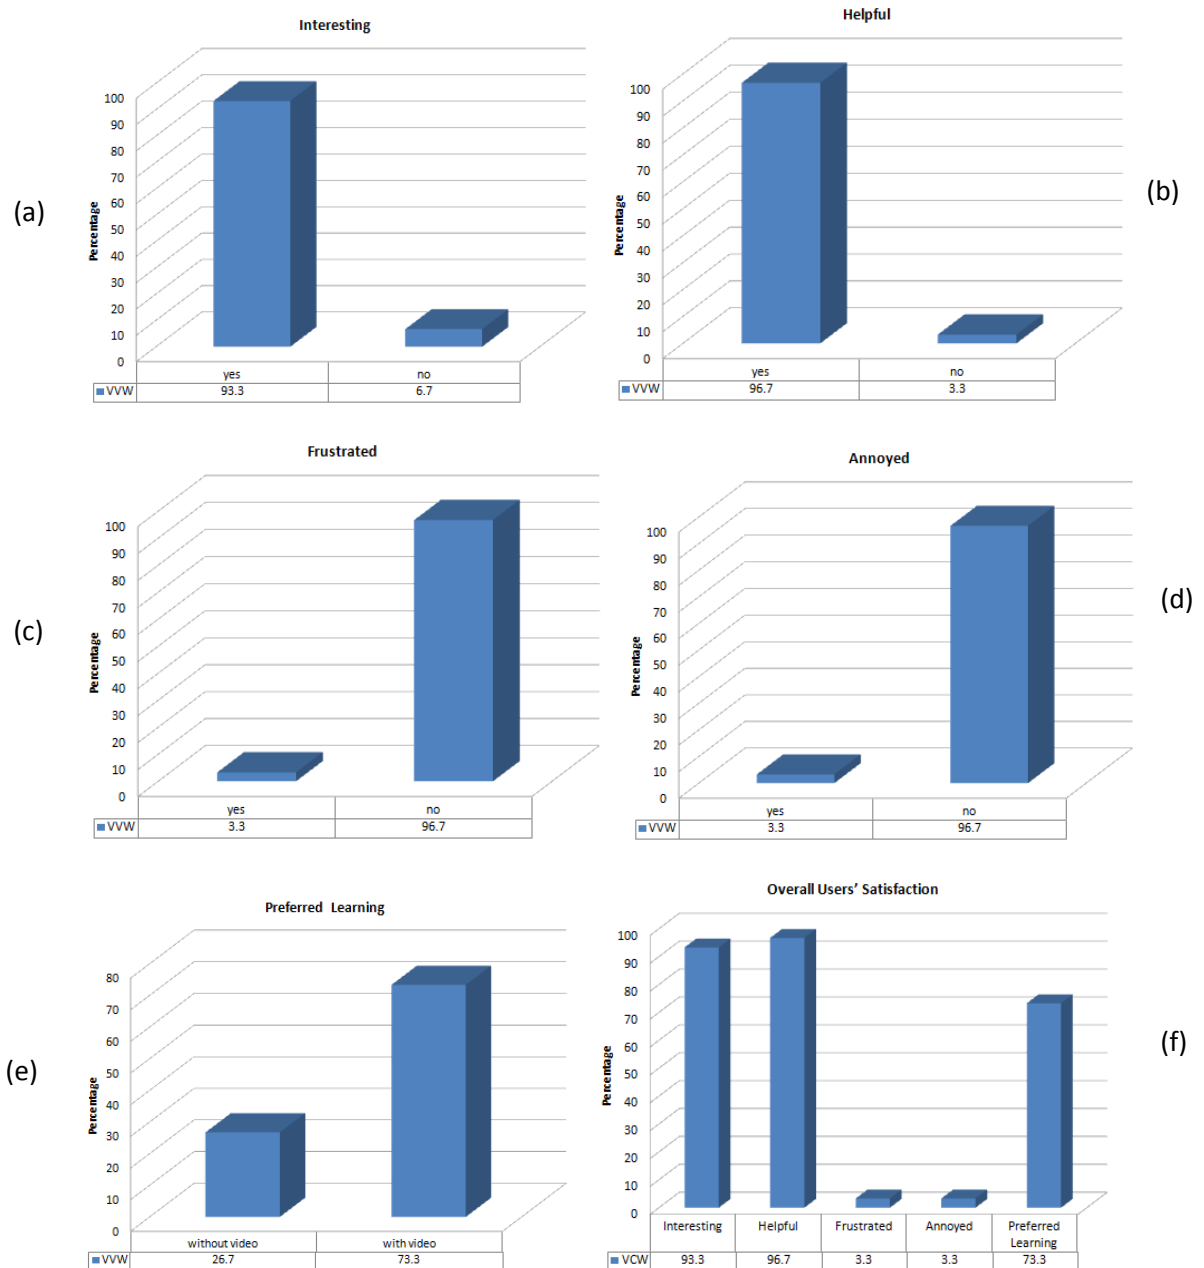 Interesting
(a)
Percentage
100
90
80
70
60
50
40
30
20
10
0
yes no
VVW 93.3 6.7
Helpful
(b)
Percentage
100
90
80
70
60
50
40
30
20
10
0
yes no
VVW 96.7 3.3
Frustrated
(c)
Percentage
100
90
80
70
60
50
40
30
20
10
0
yes no
VVW 3.3 96.7
Annoyed
(d)
Percentage
100
90
80
70
60
50
40
30
20
10
0
yes no
VVW 3.3 96.7
Preferred Learning
(e)
Percentage
80
70
60
50
40
30
20
10
0
without video with video
VVW 26.7 73.3
Overall Users’ Satisfaction
(f)
Percentage
100
90
80
70
60
50
40
30
20
10
0
Interesting Helpful Frustrated Annoyed Preferred
Learning
VCW 93.3 96.7 3.3 3.3 73.3